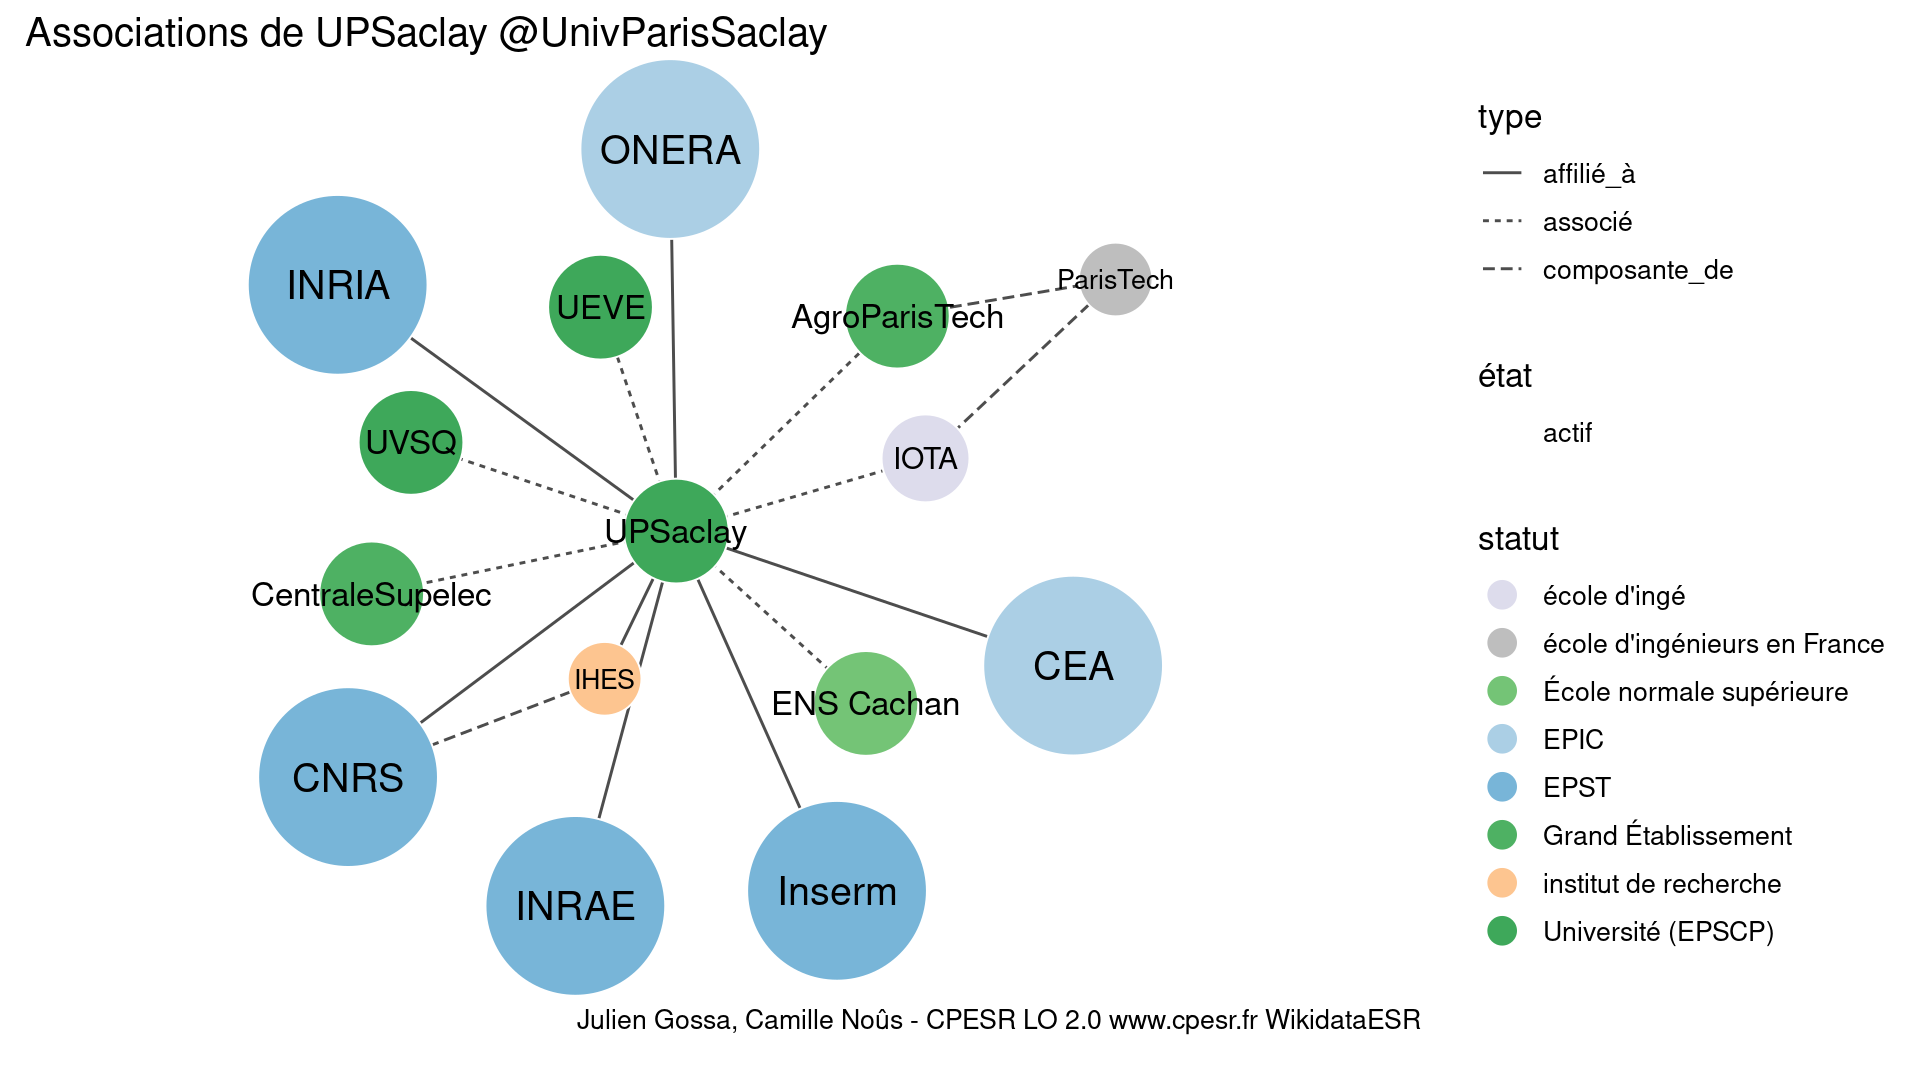 Associations de UPSaclay @UnivParisSaclay
ONERA
INRIA
UEVE
AgroParisTech
ParisTech
UVSQ
IOTA
UPSaclay
CentraleSupelec
IHES
CEA
ENS Cachan
CNRS
INRAE
Inserm
type
affilié_à
associé
composante_de
état
actif
statut
école d'ingé
école d'ingénieurs en France
École normale supérieure
EPIC
EPST
Grand Établissement
institut de recherche
Université (EPSCP)
Julien Gossa, Camille Noûs - CPESR LO 2.0 www.cpesr.fr WikidataESR